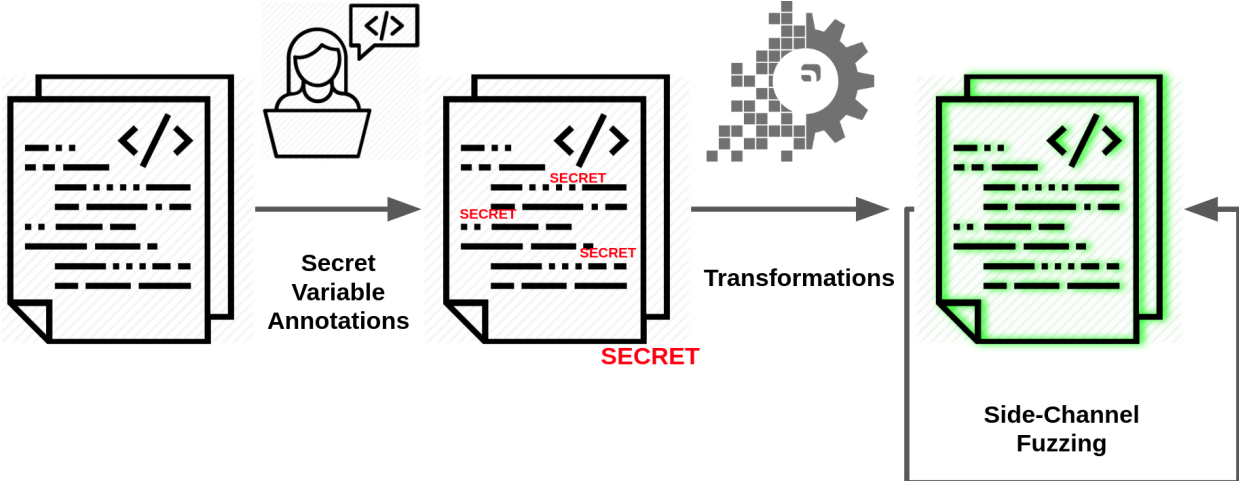 </>
</>
Secret
Variable
Annotations
</>
SECRET
SECRET
SECRET
SECRET
Transformations
</>
Side-Channel
Fuzzing